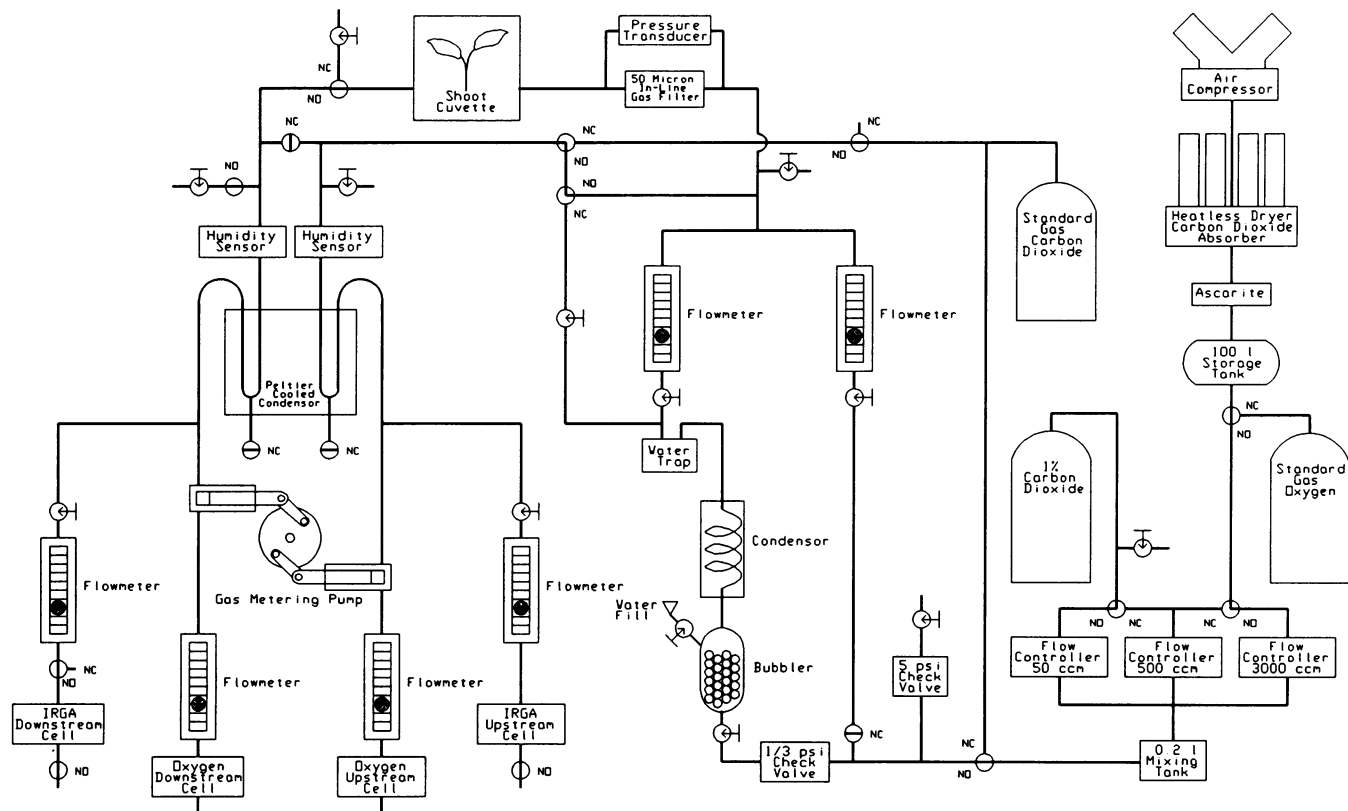 Pressure
Transducer
NC
NO
Shoot
Cuvette
50 Micron
In-Line
Gas Filter
Air
Compressor
NC
NC
NO
NC
NO
NO
NO
NC
Humidity
Sensor
Humidity
Sensor
Standard
Gas
Carbon
Dioxide
Heatless Dryer
Carbon Dioxide
Absorber
Flowmeter
Flowmeter
Ascarite
100 l
Storage
Tank
Peltier
Cooled
Condensor
NC
NC
NC
NO
Water
Trap
1%
Carbon
Dioxide
Standard
Gas
Oxygen
Condensor
Flowmeter
Gas Metering Pump
Flowmeter
Water
Fill
Bubbler
NO
NC
NC
NO
5 psi
Check
Valve
Flow
Controller
50 ccm
Flow
Controller
500 ccm
Flow
Controller
3000 ccm
NC
NO
Flowmeter
Flowmeter
IRGA
Downstream
Cell
IRGA
Upstream
Cell
NC
NC
NO
1/3 psi
Check
Valve
0.2 l
Mixing
Tank
NO
Oxygen
Downstream
Cell
Oxygen
Upstream
Cell
NO